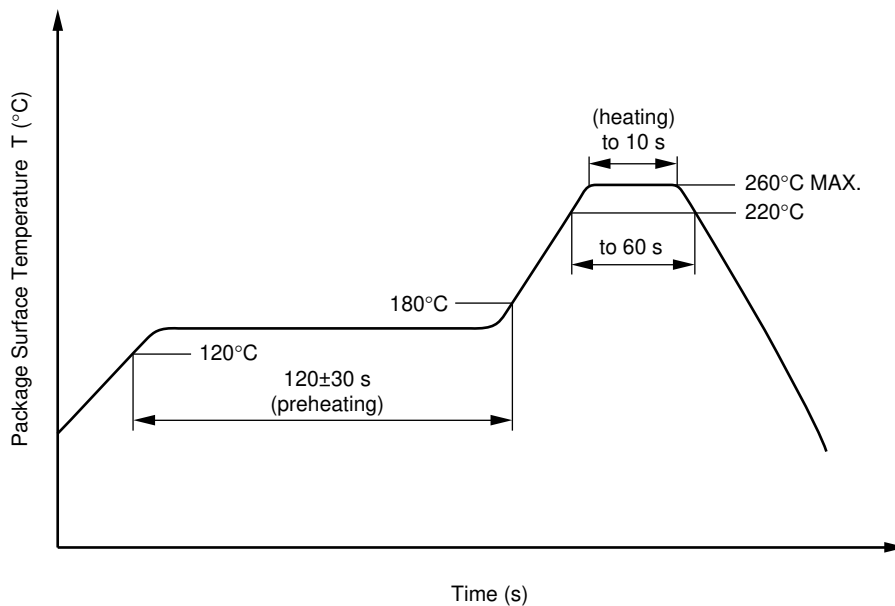 Package Surface Temperature T (°C)
(heating)
to 10 s
260°C MAX.
220°C
to 60 s
180°C
120°C
120±30 s
(preheating)
Time (s)